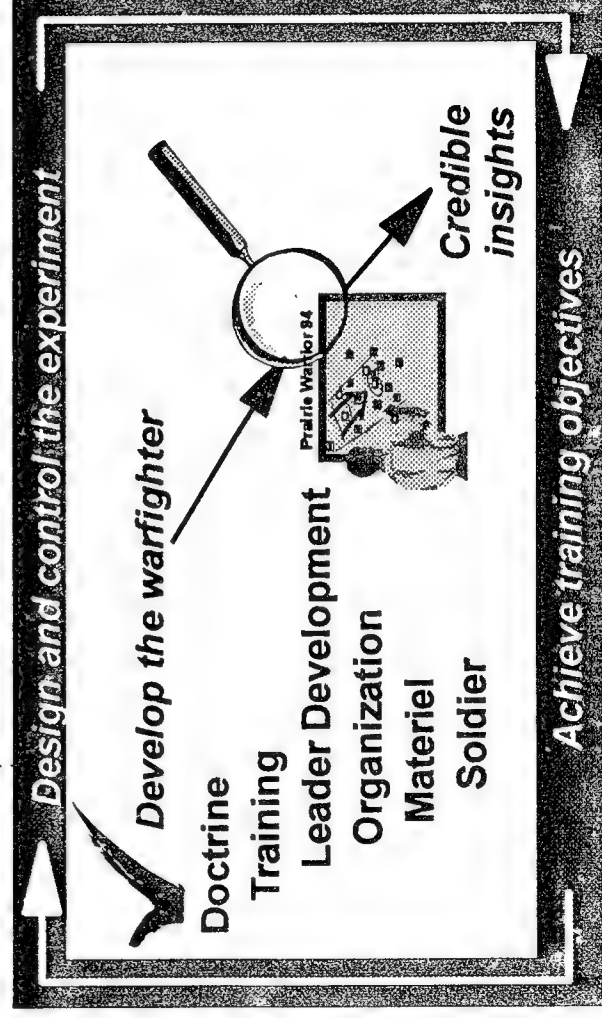 Design and control the experiment
Develop the warfighter
Doctrine
Training
Leader Development
Organization
Materiel
Soldier
Prairie Warrior 94
Credible
insights
Achieve training objectives